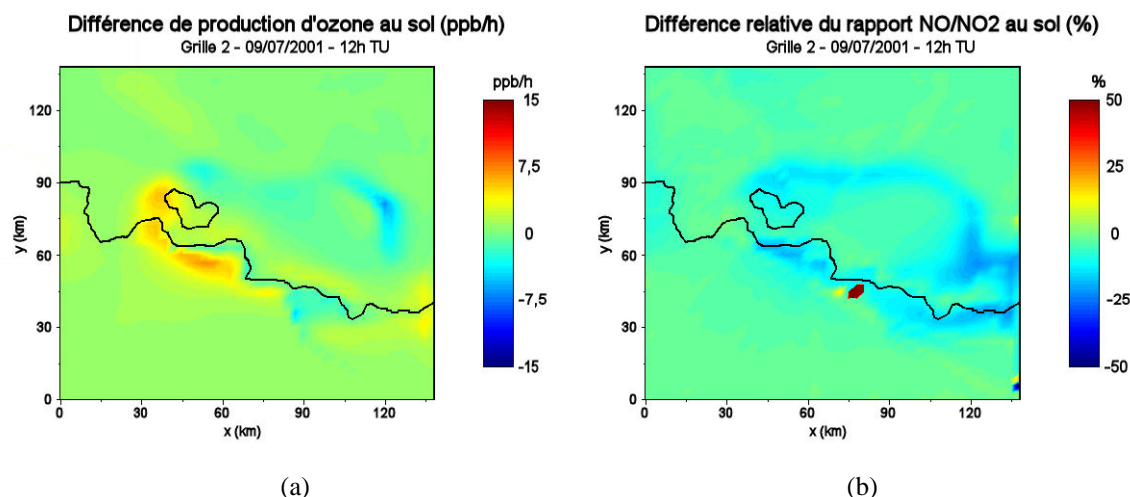 Différence de production d'ozone au sol (ppb/h)
Grille 2 - 09/07/2001 - 12h TU
ppb/h
15
7,5
0
-7,5
-15
y (km)
120
90
60
30
0
0 30 60 90 120
x (km)
(a)
Différence relative du rapport NO/NO2 au sol (%)
Grille 2 - 09/07/2001 - 12h TU
%
50
25
0
-25
-50
y (km)
120
90
60
30
0
0 30 60 90 120
x (km)
(b)